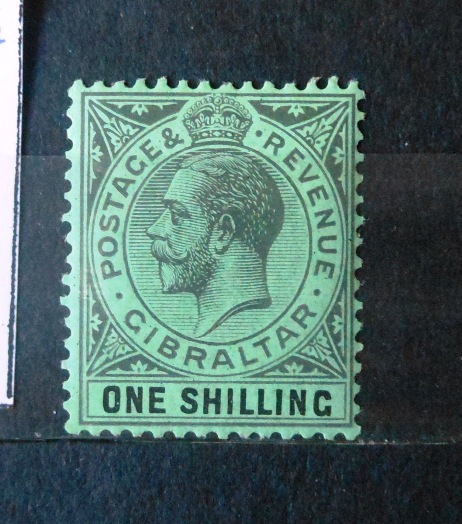 POSTAGE & REVENUE
GIBRALTAR
ONE SHILLING